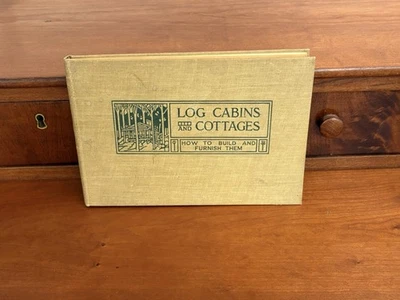 LOG CABINS
AND COTTAGES
HOW TO BUILD AND
FURNISH THEM